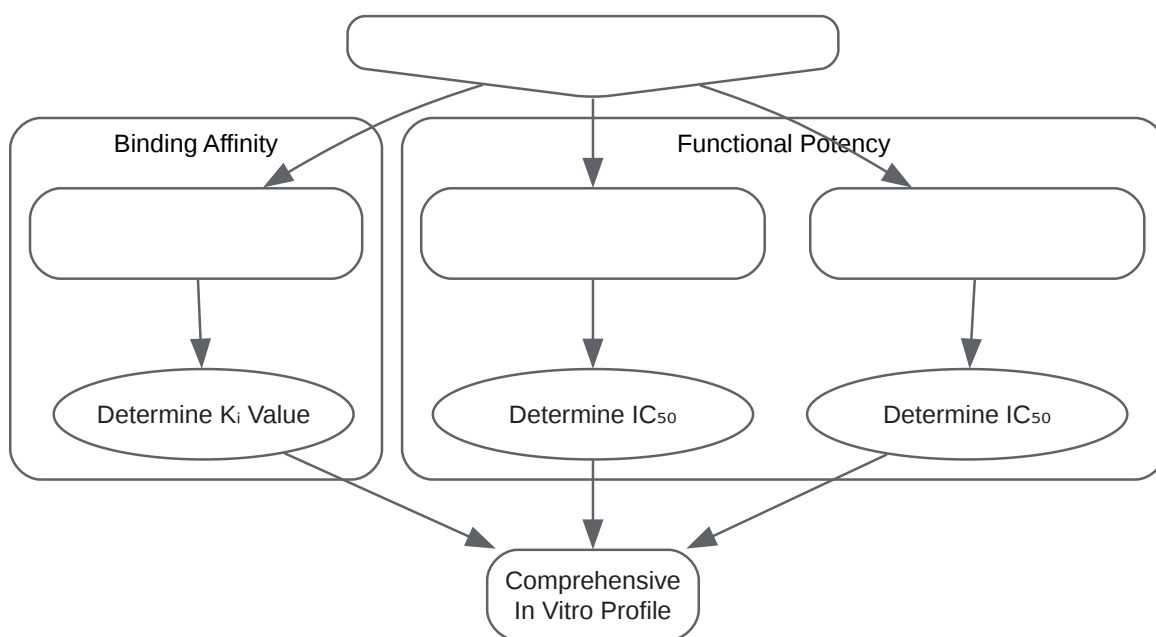 Binding Affinity
Functional Potency
Determine Kᵢ Value
Determine IC₅₀
Determine IC₅₀
Comprehensive
In Vitro Profile